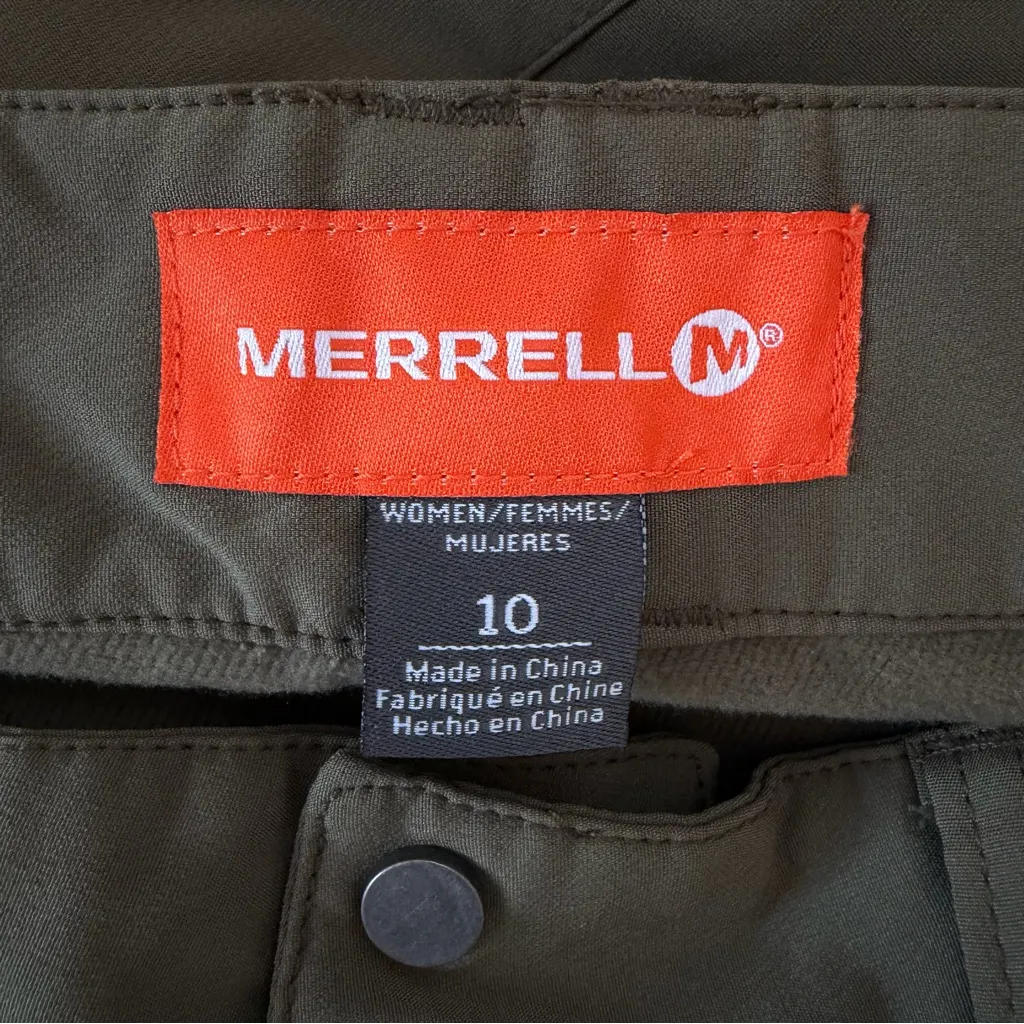 MERRELL M®
WOMEN/FEMMES/
MUJERES
10
Made in China
Fabriqué en Chine
Hecho en China